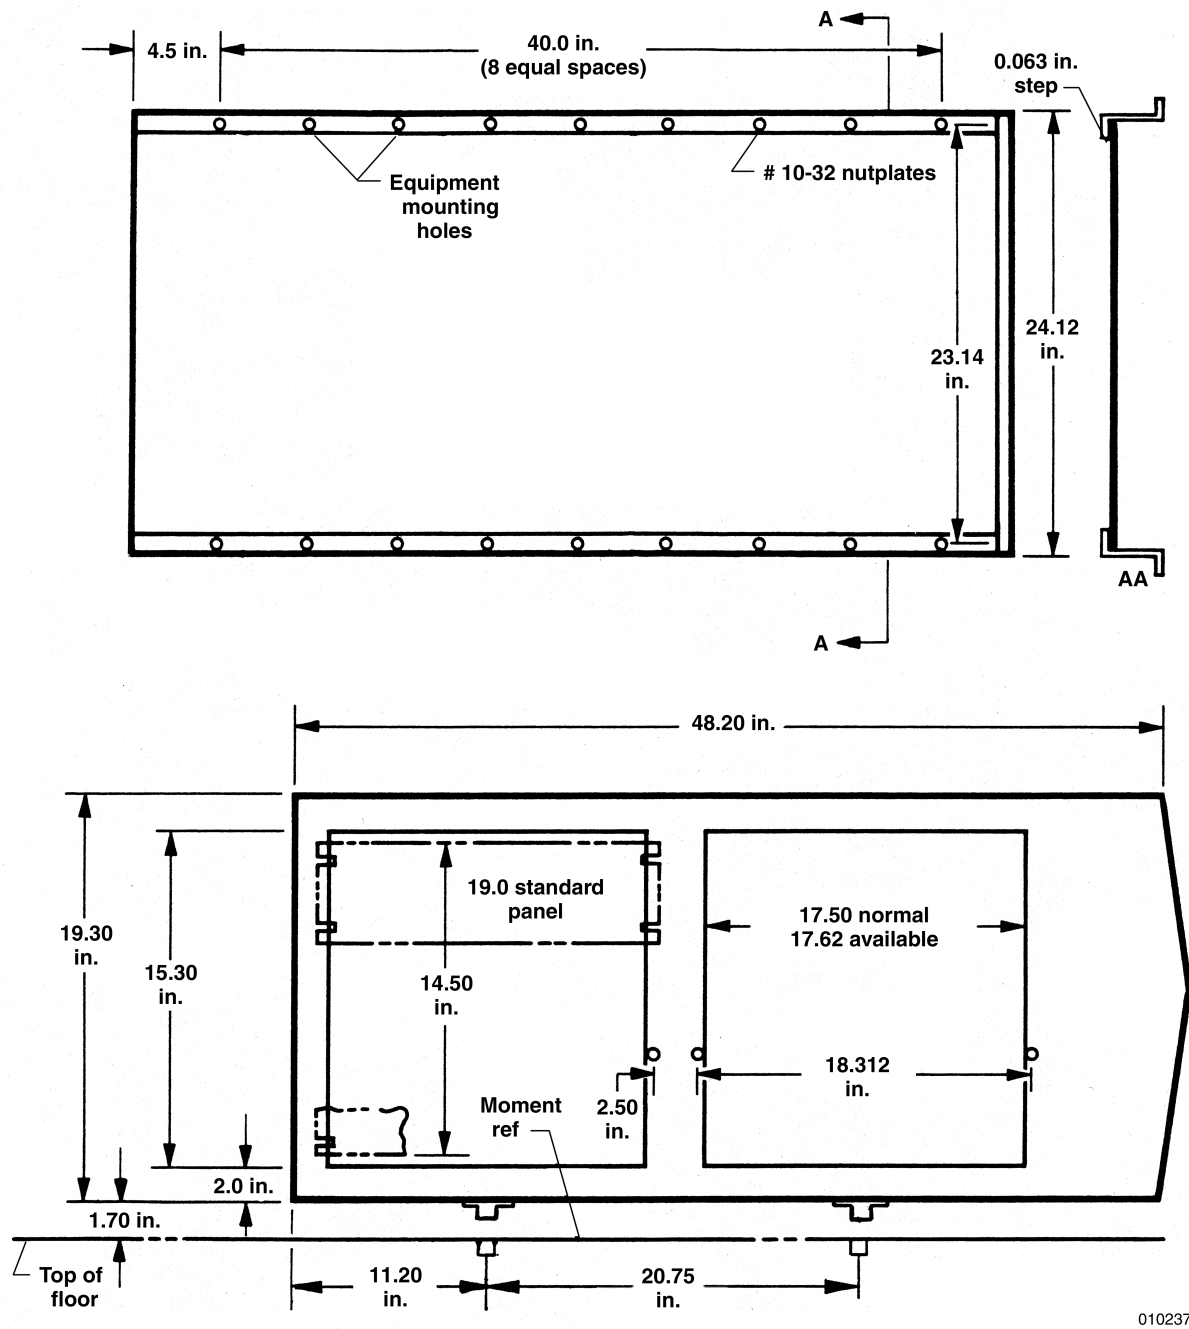 A
4.5 in.
40.0 in.
(8 equal spaces)
0.063 in.
step
Equipment
mounting
holes
# 10-32 nutplates
23.14
in.
24.12
in.
AA
A
48.20 in.
19.30
in.
15.30
in.
19.0 standard
panel
14.50
in.
17.50 normal
17.62 available
18.312
in.
2.50
in.
Moment
ref
2.0 in.
1.70 in.
Top of
floor
11.20
in.
20.75
in.
010237